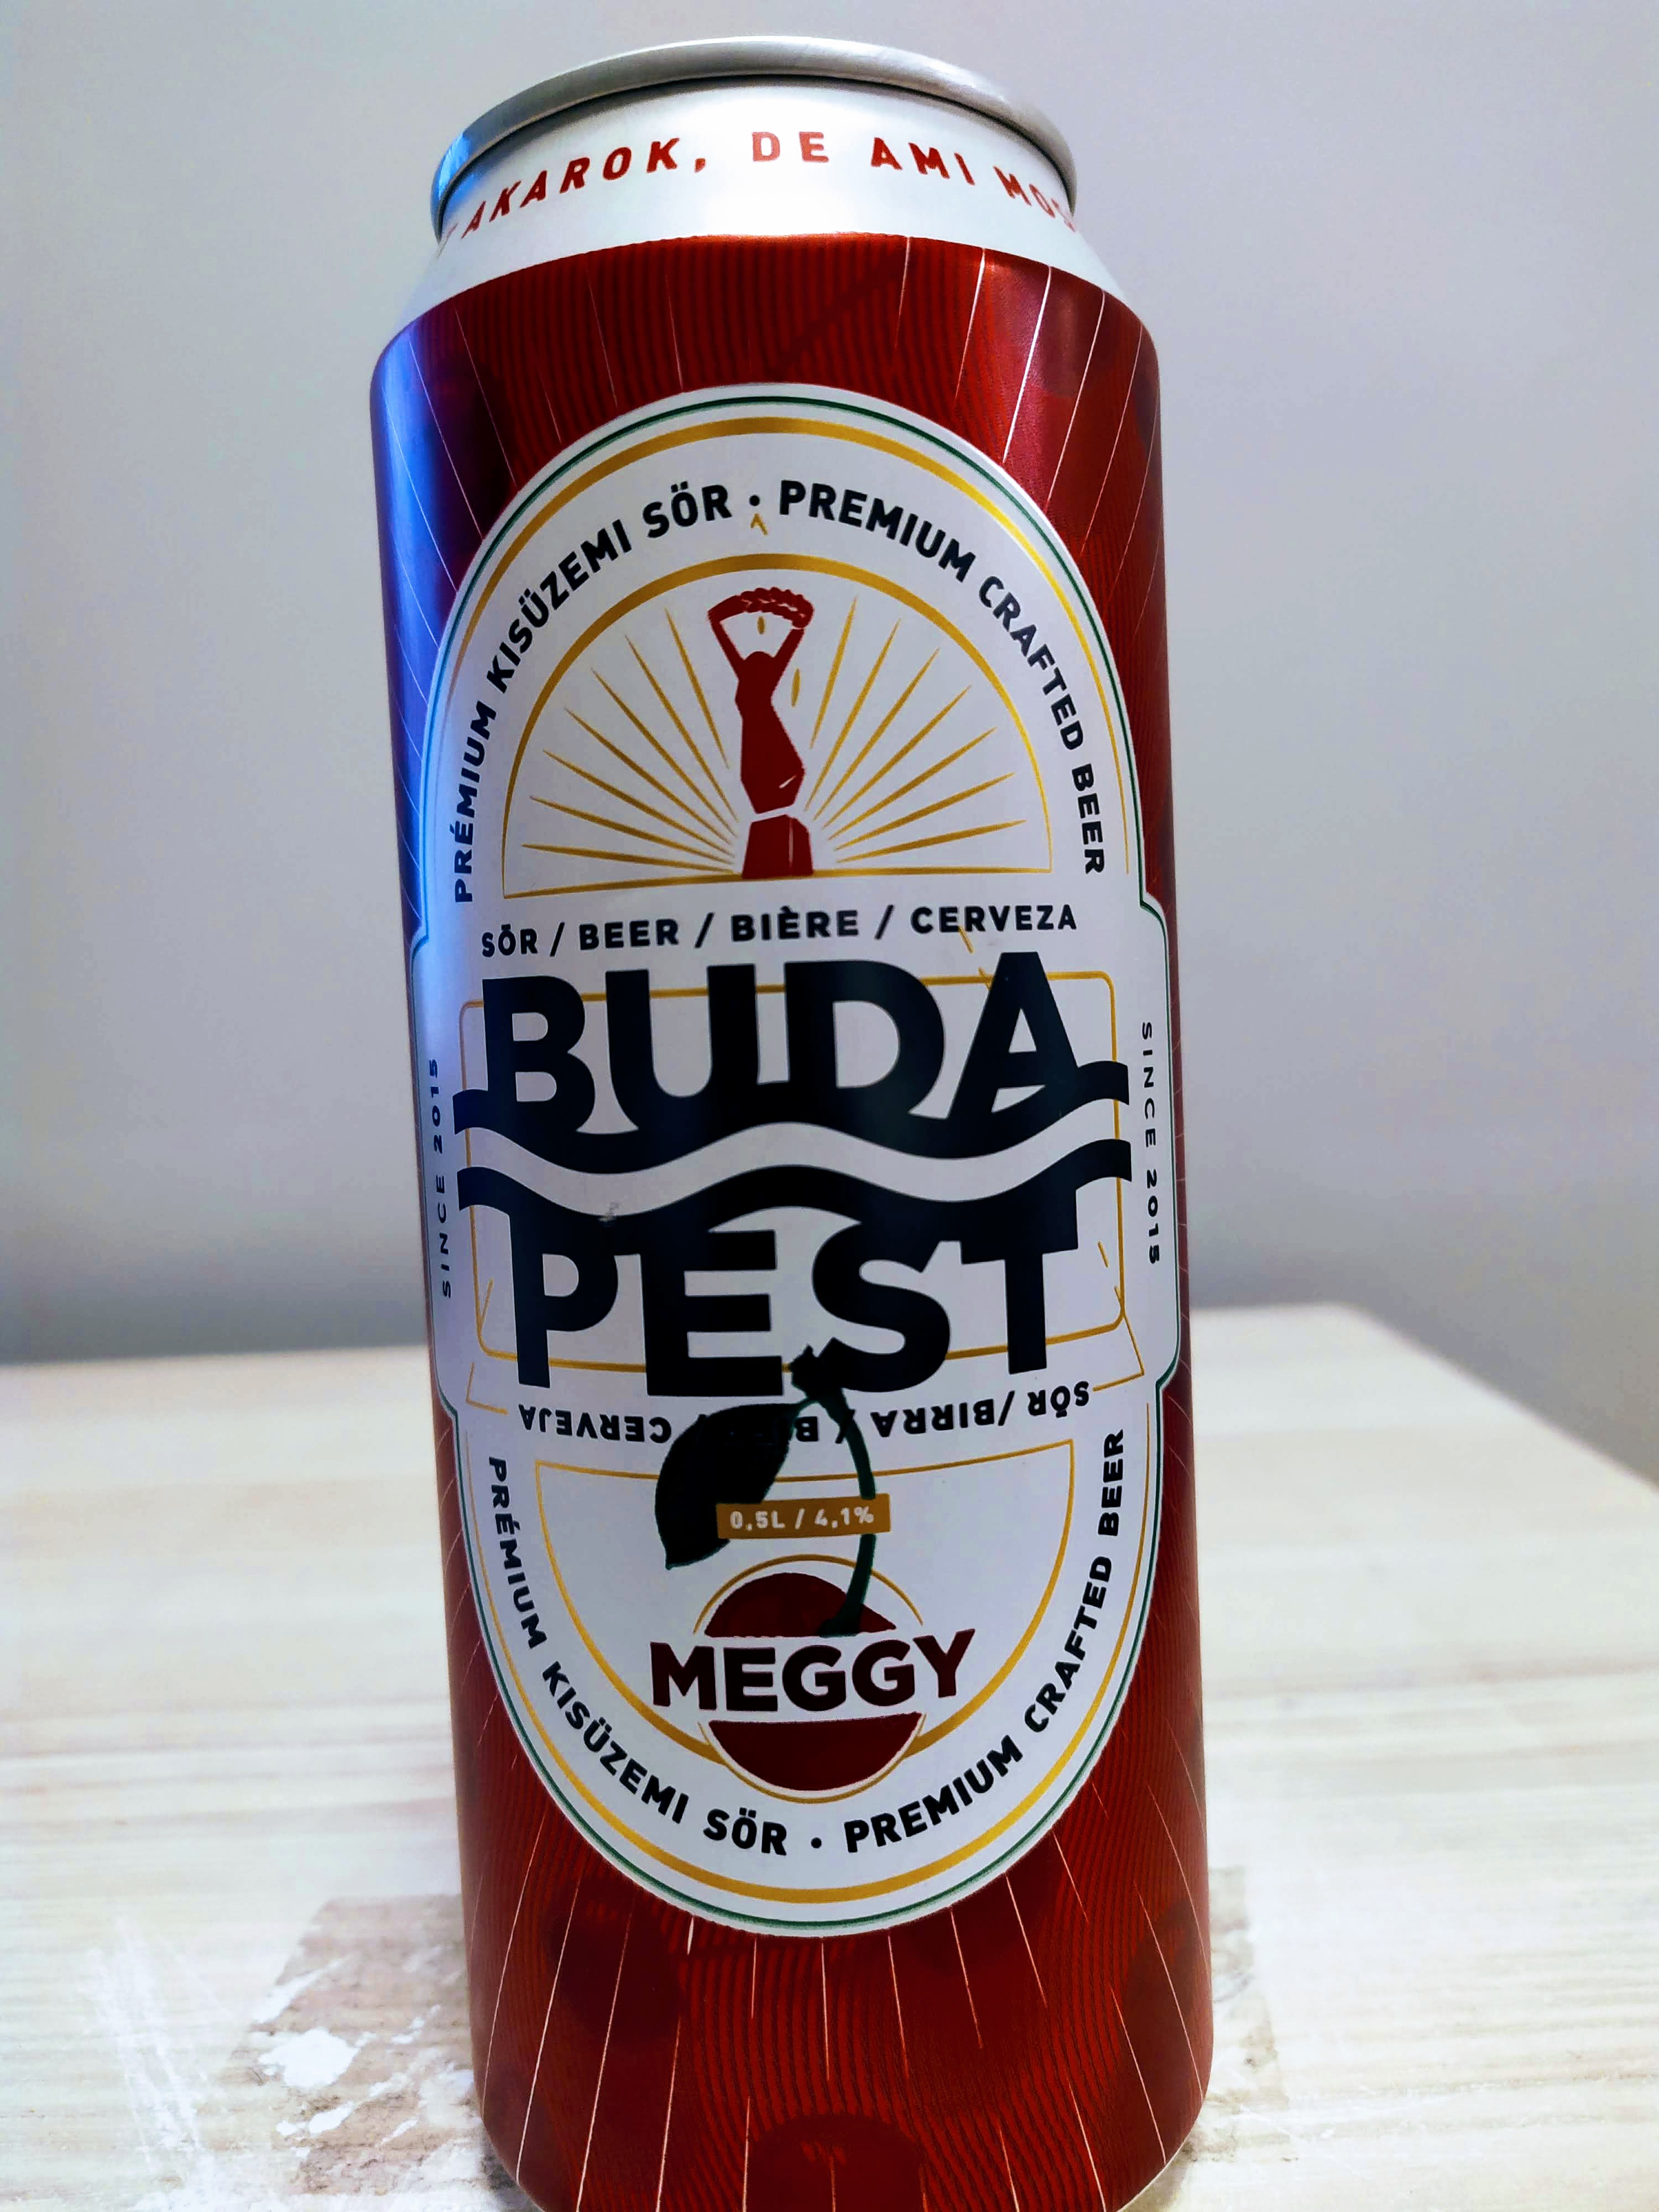 AKAROK, DE AMI
PRÉMIUM KISÜZEMI SÖR · PREMIUM CRAFTED BEER
SÖR / BEER / BIÈRE / CERVEZA
BUDA
PEST
SINCE 2015
SINCE 2015
SÖR /BIRRA / / CERVEJA
0,5L / 4,1%
MEGGY
PRÉMIUM KISÜZEMI SÖR · PREMIUM CRAFTED BEER